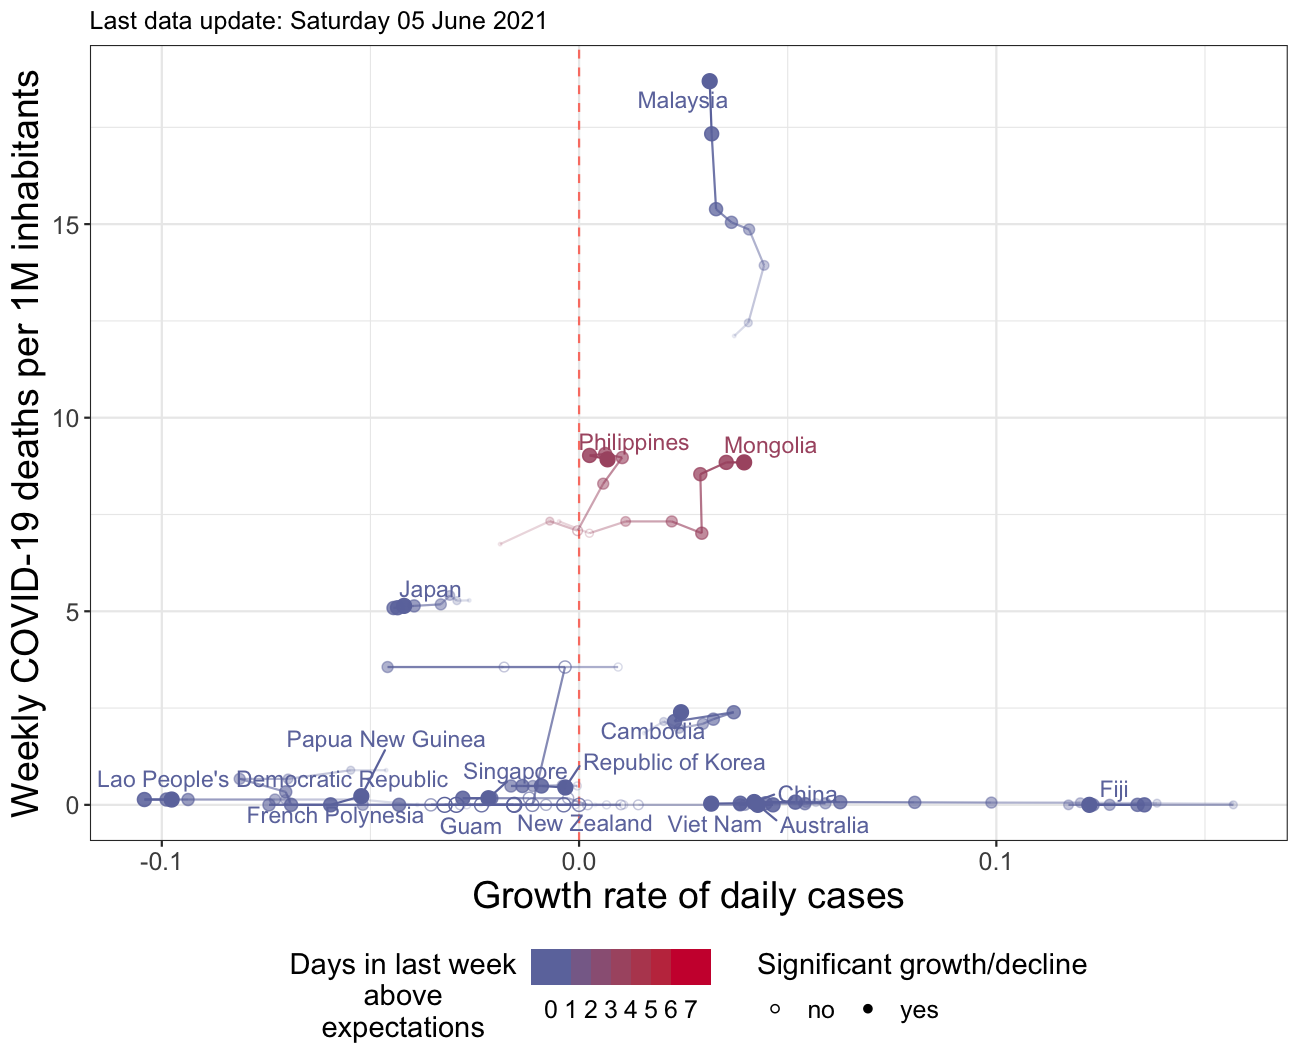 Last data update: Saturday 05 June 2021
Weekly COVID-19 deaths per 1M inhabitants
15
10
5
0
Malaysia
Philippines
Mongolia
Japan
Cambodia
Papua New Guinea
Republic of Korea
Lao People's Democratic Republic
Singapore
China
Fiji
French Polynesia
Guam
New Zealand
Viet Nam
Australia
-0.1
0.0
0.1
Growth rate of daily cases
Days in last week
above
expectations
0 1 2 3 4 5 6 7
Significant growth/decline
no
yes